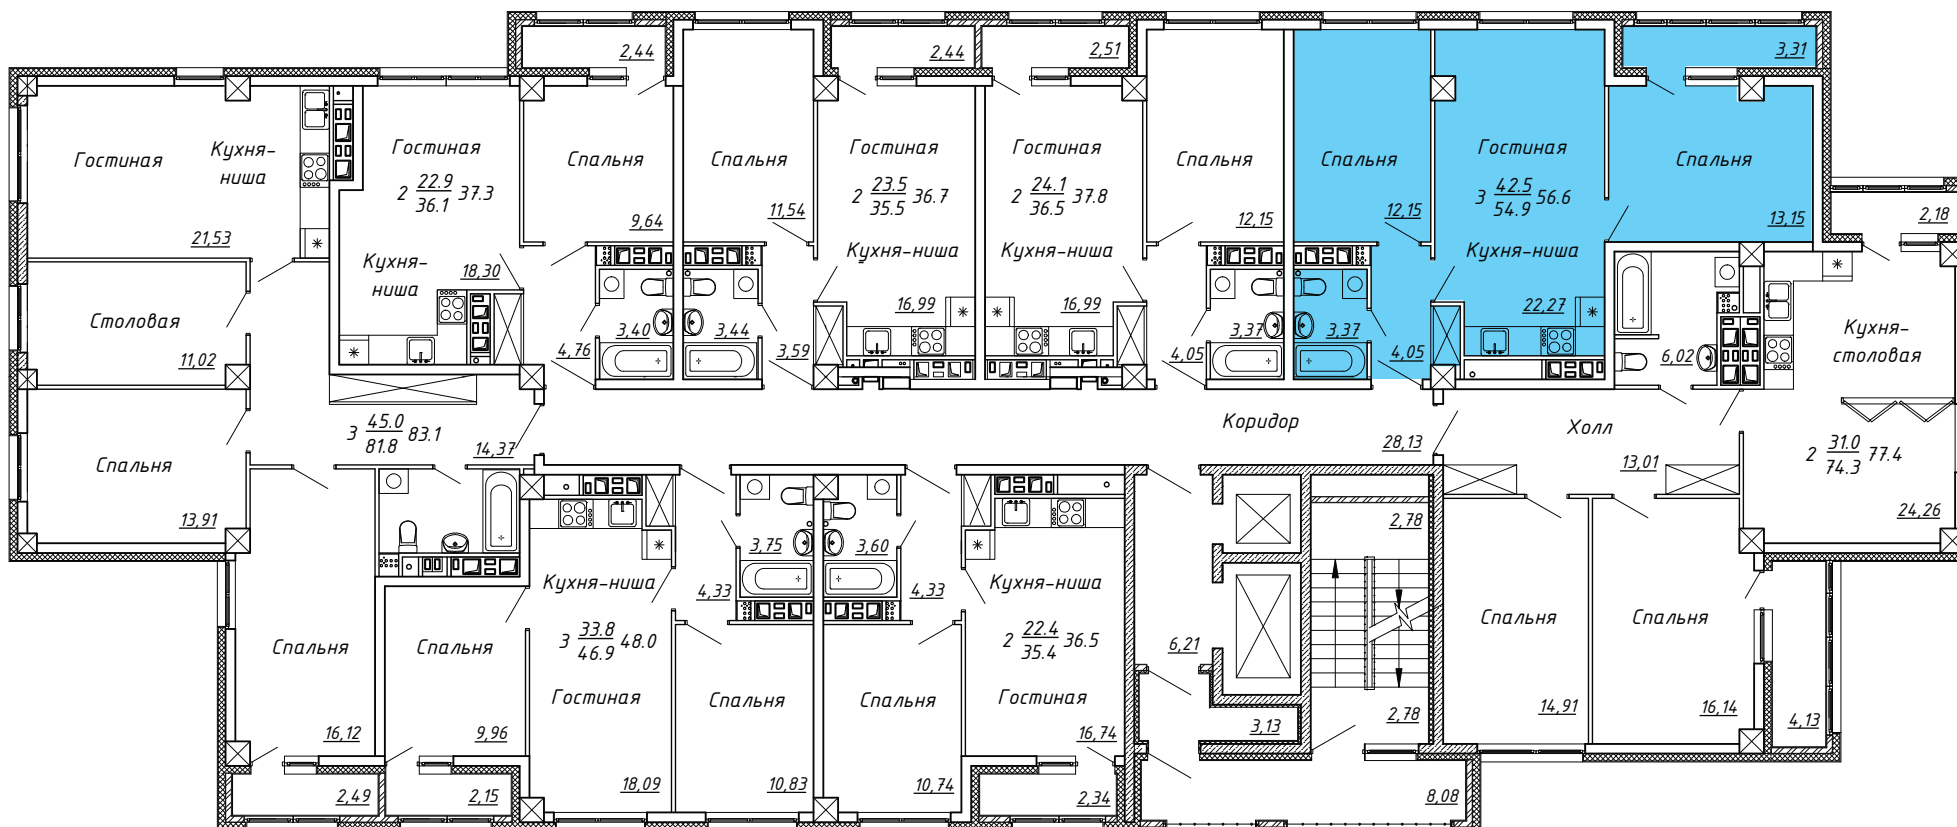 2,44
2,44
2,51
3,31
Гостиная
Кухня-
ниша
21,53
Гостиная
2 22.9 37.3
36.1
Кухня-
ниша
18,30
Спальня
9,64
Спальня
11,54
Гостиная
2 23.5 36.7
35.5
Кухня-ниша
16,99
Гостиная
2 24.1 37.8
36.5
Кухня-ниша
16,99
Спальня
12,15
Спальня
12,15
Гостиная
3 42.5 56.6
54.9
Кухня-ниша
22,27
Спальня
13,15
2,18
Столовая
11,02
4,76
3,40
3,44
3,59
4,05
3,37
3,37
4,05
6,02
Кухня-
столовая
Спальня
13,91
3 45.0 83.1
81.8
14,37
Коридор
28,13
Холл
13,01
2 31.0 77.4
74.3
24,26
Спальня
16,12
Спальня
9,96
Кухня-ниша
3 33.8 48.0
46.9
Гостиная
18,09
4,33
3,75
3,60
4,33
Спальня
10,83
Спальня
10,74
Кухня-ниша
2 22.4 36.5
35.4
Гостиная
16,74
6,21
3,13
2,78
2,78
Спальня
14,91
Спальня
16,14
4,13
2,49
2,15
2,34
8,08